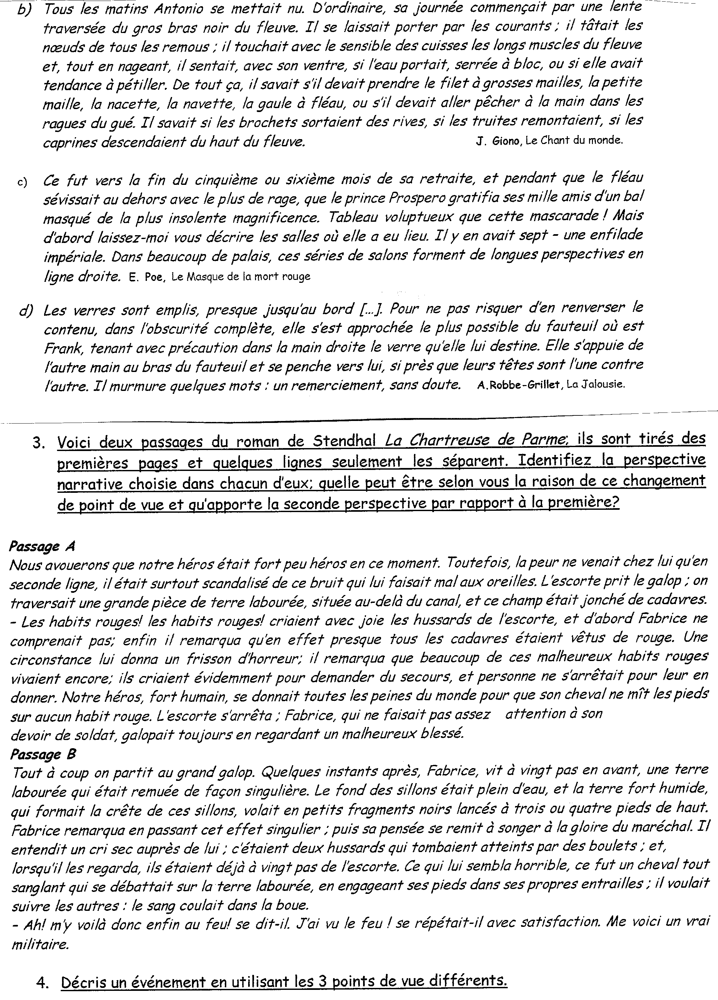 b) Tous les matins Antonio se mettait nu. D'ordinaire, sa journée commençait par une lente
traversée du gros bras noir du fleuve. Il se laissait porter par les courants ; il tâtait les
nœuds de tous les remous ; il touchait avec le sensible des cuisses les longs muscles du fleuve
et, tout en nageant, il sentait, avec son ventre, si l'eau portait, serrée à bloc, ou si elle avait
tendance à pétiller. De tout ça, il savait s'il devait prendre le filet à grosses mailles, la petite
maille, la nacette, la navette, la gaule à fléau, ou s'il devait aller pêcher à la main dans les
ragues du gué. Il savait si les brochets sortaient des rives, si les truites remontaient, si les
caprines descendaient du haut du fleuve. J. Giono, Le Chant du monde.
c) Ce fut vers la fin du cinquième ou sixième mois de sa retraite, et pendant que le fléau
sévissait au dehors avec le plus de rage, que le prince Prospero gratifia ses mille amis d'un bal
masqué de la plus insolente magnificence. Tableau voluptueux que cette mascarade ! Mais
d'abord laissez-moi vous décrire les salles où elle a eu lieu. Il y en avait sept - une enfilade
impériale. Dans beaucoup de palais, ces séries de salons forment de longues perspectives en
ligne droite. E. Poe, Le Masque de la mort rouge
d) Les verres sont emplis, presque jusqu'au bord [...]. Pour ne pas risquer d'en renverser le
contenu, dans l'obscurité complète, elle s'est approchée le plus possible du fauteuil où est
Frank, tenant avec précaution dans la main droite le verre qu'elle lui destine. Elle s'appuie de
l'autre main au bras du fauteuil et se penche vers lui, si près que leurs têtes sont l'une contre
l'autre. Il murmure quelques mots : un remerciement, sans doute. A.Robbe-Grillet, La Jalousie.
3. Voici deux passages du roman de Stendhal La Chartreuse de Parme; ils sont tirés des
premières pages et quelques lignes seulement les séparent. Identifiez la perspective
narrative choisie dans chacun d'eux; quelle peut être selon vous la raison de ce changement
de point de vue et qu'apporte la seconde perspective par rapport à la première?
Passage A
Nous avouerons que notre héros était fort peu héros en ce moment. Toutefois, la peur ne venait chez lui qu'en
seconde ligne, il était surtout scandalisé de ce bruit qui lui faisait mal aux oreilles. L'escorte prit le galop ; on
traversait une grande pièce de terre labourée, située au-delà du canal, et ce champ était jonché de cadavres.
- Les habits rouges! les habits rouges! criaient avec joie les hussards de l'escorte, et d'abord Fabrice ne
comprenait pas; enfin il remarqua qu'en effet presque tous les cadavres étaient vêtus de rouge. Une
circonstance lui donna un frisson d'horreur; il remarqua que beaucoup de ces malheureux habits rouges
vivaient encore; ils criaient évidemment pour demander du secours, et personne ne s'arrêtait pour leur en
donner. Notre héros, fort humain, se donnait toutes les peines du monde pour que son cheval ne mît les pieds
sur aucun habit rouge. L'escorte s'arrêta ; Fabrice, qui ne faisait pas assez attention à son
devoir de soldat, galopait toujours en regardant un malheureux blessé.
Passage B
Tout à coup on partit au grand galop. Quelques instants après, Fabrice, vit à vingt pas en avant, une terre
labourée qui était remuée de façon singulière. Le fond des sillons était plein d'eau, et la terre fort humide,
qui formait la crête de ces sillons, volait en petits fragments noirs lancés à trois ou quatre pieds de haut.
Fabrice remarqua en passant cet effet singulier ; puis sa pensée se remit à songer à la gloire du maréchal. Il
entendit un cri sec auprès de lui ; c'étaient deux hussards qui tombaient atteints par des boulets ; et,
lorsqu'il les regarda, ils étaient déjà à vingt pas de l'escorte. Ce qui lui sembla horrible, ce fut un cheval tout
sanglant qui se débattait sur la terre labourée, en engageant ses pieds dans ses propres entrailles ; il voulait
suivre les autres : le sang coulait dans la boue.
- Ah! m'y voilà donc enfin au feu! se dit-il. J'ai vu le feu ! se répétait-il avec satisfaction. Me voici un vrai
militaire.
4. Décris un événement en utilisant les 3 points de vue différents.